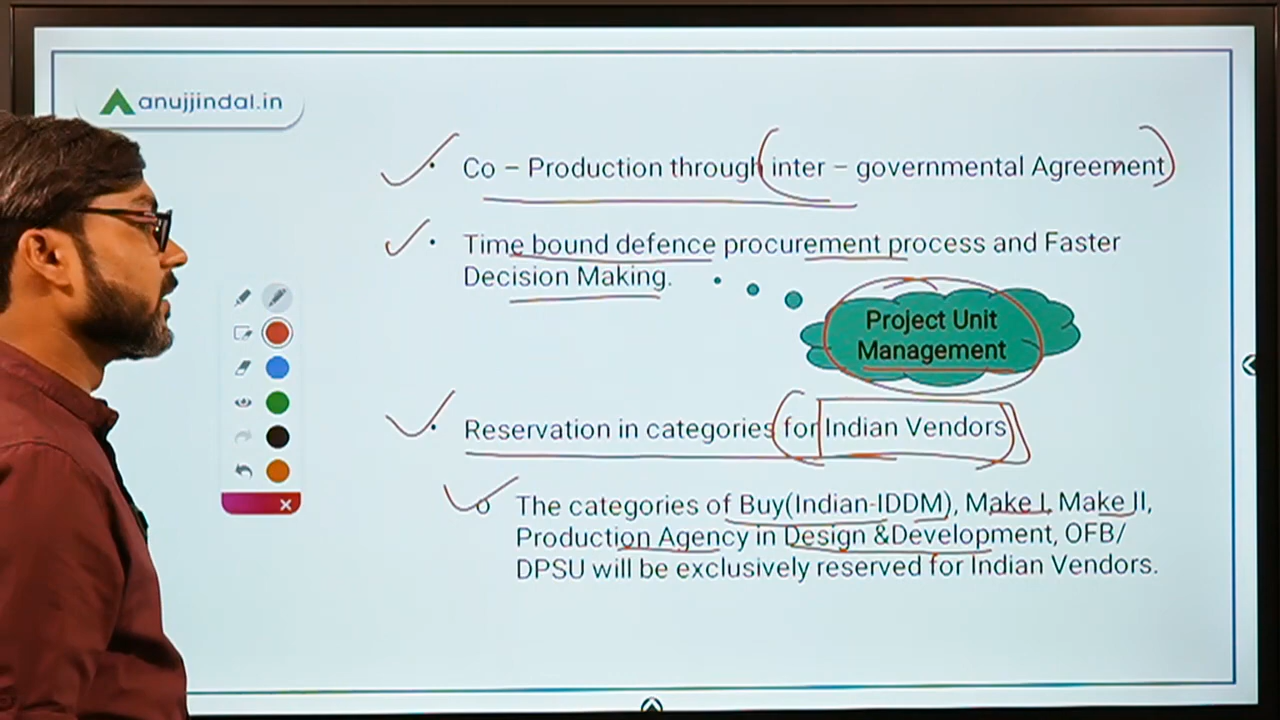 anujjindal.in
Co – Production through inter – governmental Agreement
Time bound defence procurement process and Faster
Decision Making.
Project Unit
Management
Reservation in categories for Indian Vendors
The categories of Buy(Indian-IDDM), Make I, Make II,
Production Agency in Design &Development, OFB/
DPSU will be exclusively reserved for Indian Vendors.